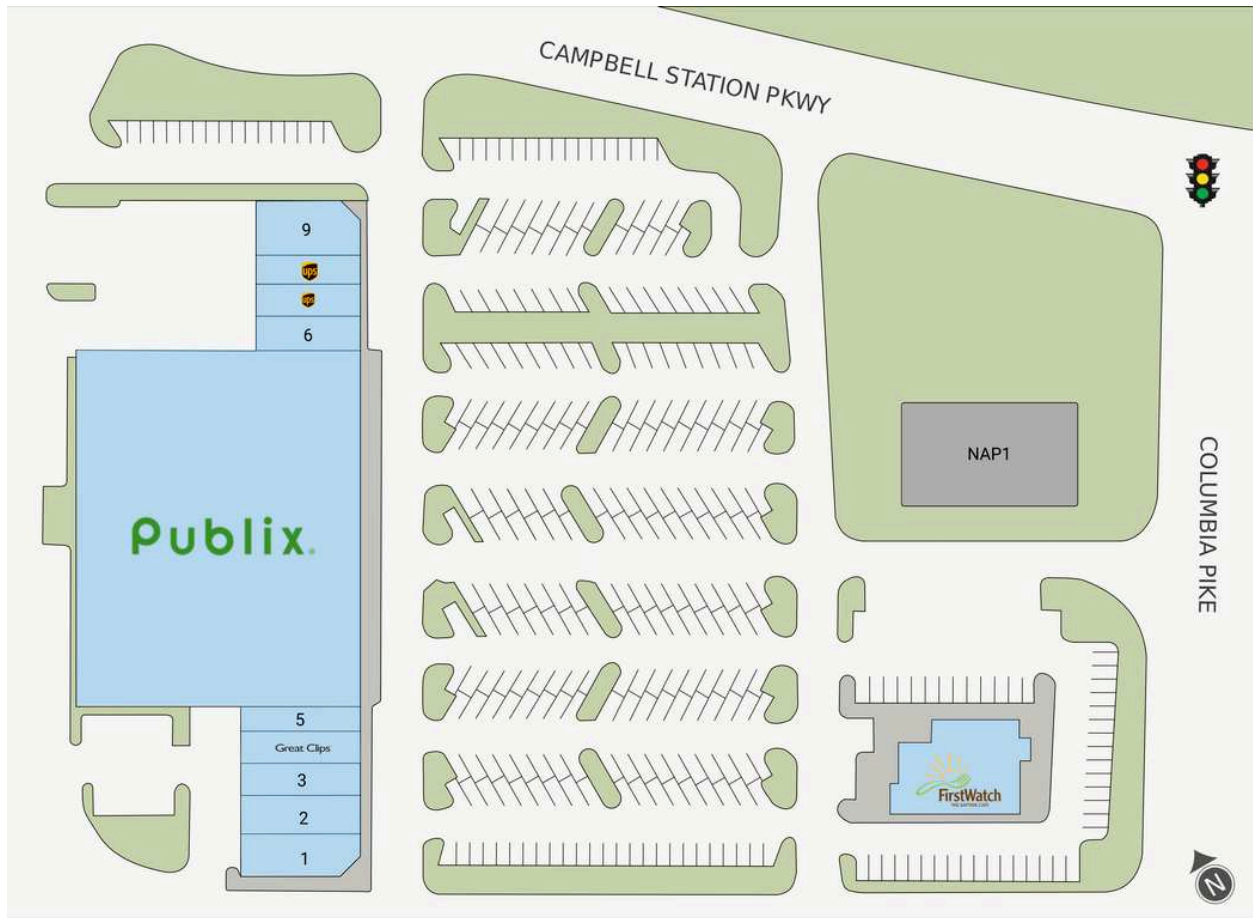 CAMPBELL STATION PKWY
9
ups
ups
6
NAP1
COLUMBIA PIKE
Publix.
5
Great Clips
3
2
1
FirstWatch
N